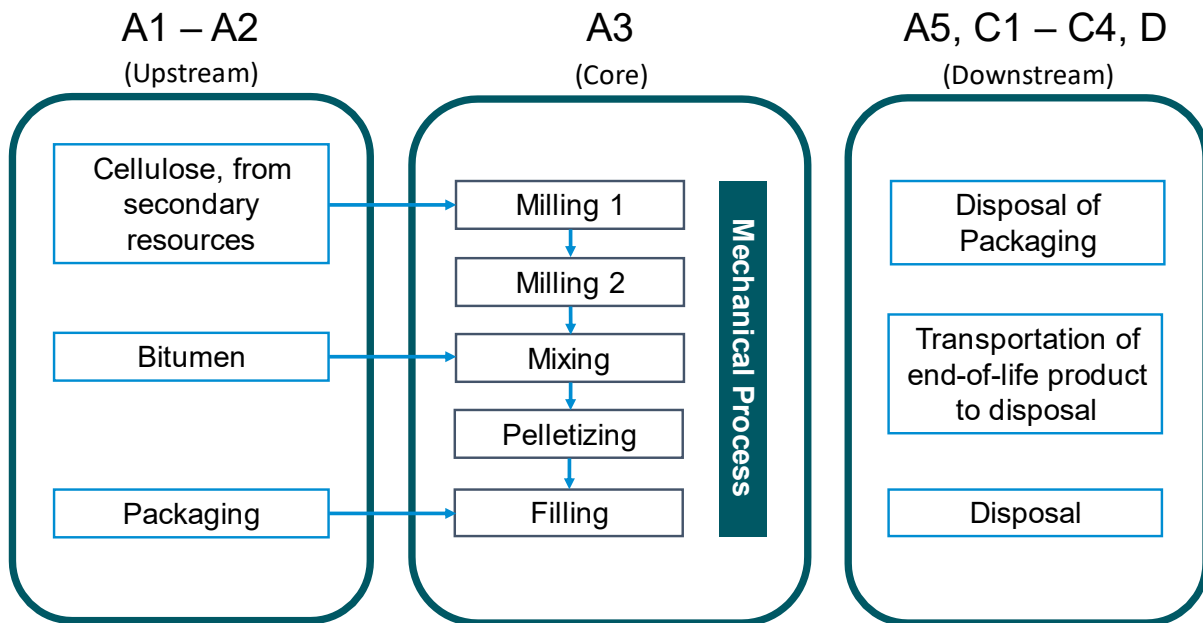 A1 – A2
(Upstream)
Cellulose, from
secondary
resources
Bitumen
Packaging
A3
(Core)
Milling 1
Milling 2
Mixing
Pelletizing
Filling
Mechanical Process
A5, C1 – C4, D
(Downstream)
Disposal of
Packaging
Transportation of
end-of-life product
to disposal
Disposal